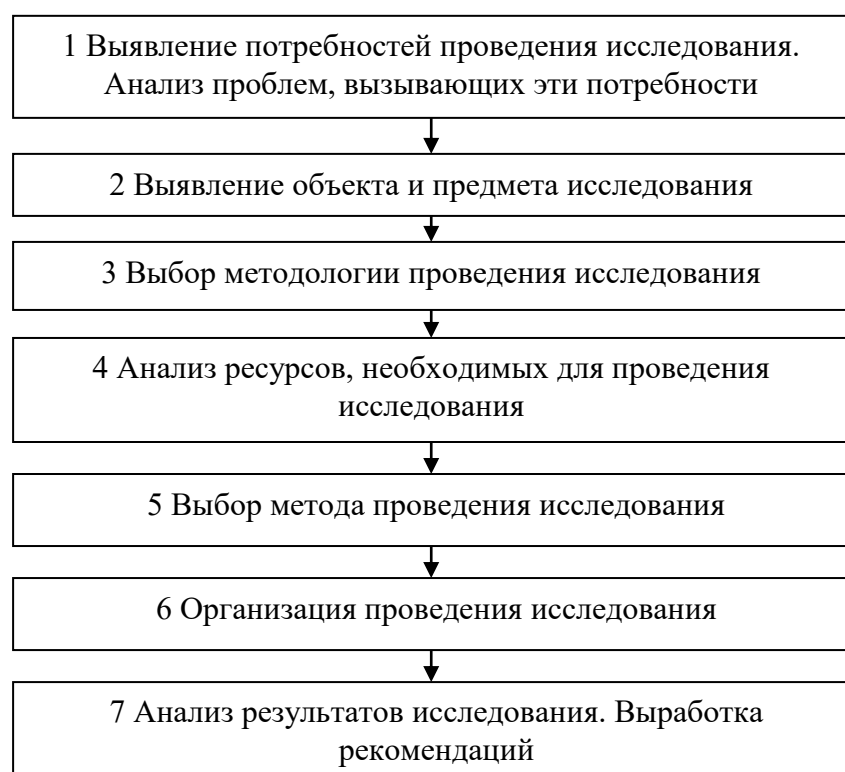 1 Выявление потребностей проведения исследования.
Анализ проблем, вызывающих эти потребности
2 Выявление объекта и предмета исследования
3 Выбор методологии проведения исследования
4 Анализ ресурсов, необходимых для проведения
исследования
5 Выбор метода проведения исследования
6 Организация проведения исследования
7 Анализ результатов исследования. Выработка
рекомендаций